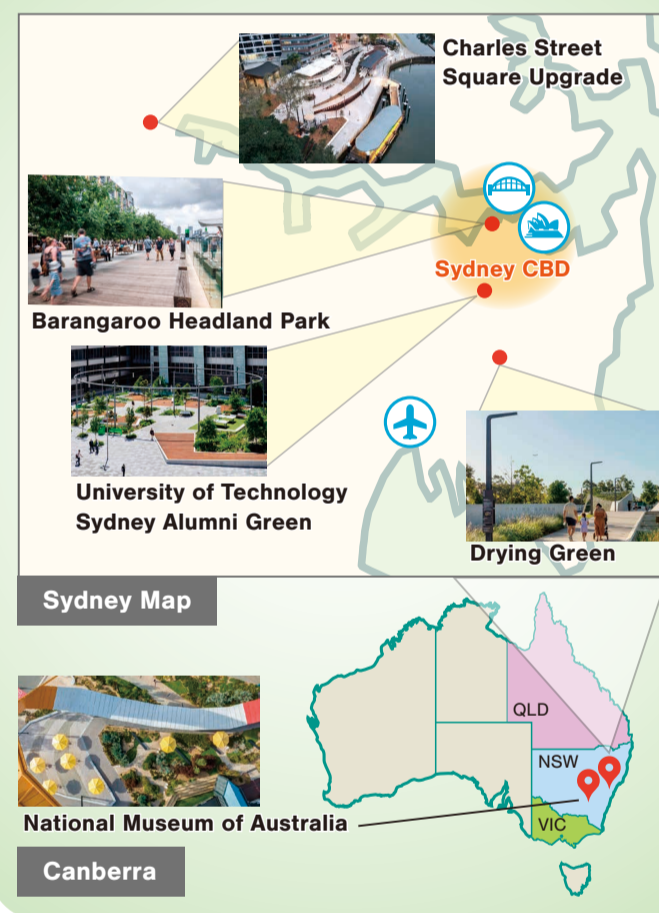 Charles Street
Square Upgrade
Sydney CBD
Barangaroo Headland Park
University of Technology
Sydney Alumni Green
Drying Green
Sydney Map
QLD
NSW
VIC
National Museum of Australia
Canberra